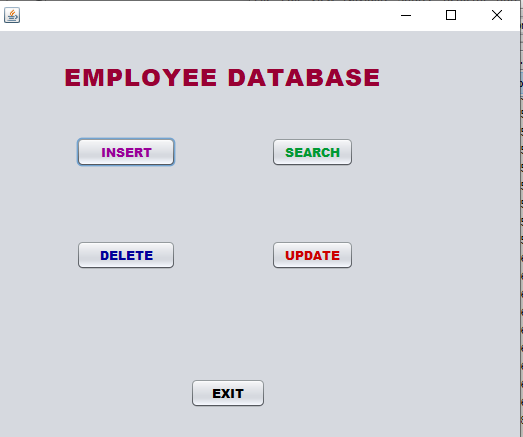 EMPLOYEE DATABASE
INSERT SEARCH
DELETE UPDATE
EXIT